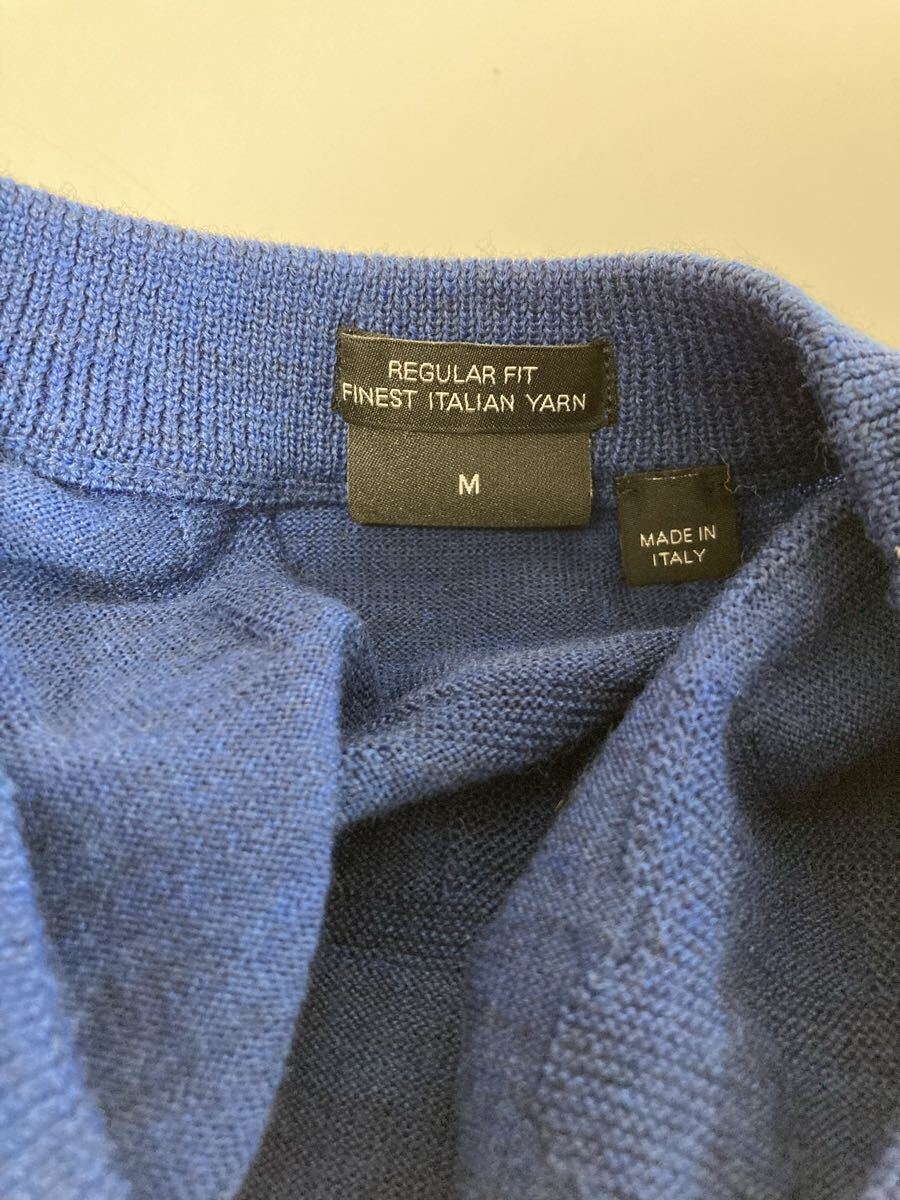 REGULAR FIT
FINEST ITALIAN YARN
M
MADE IN
ITALY